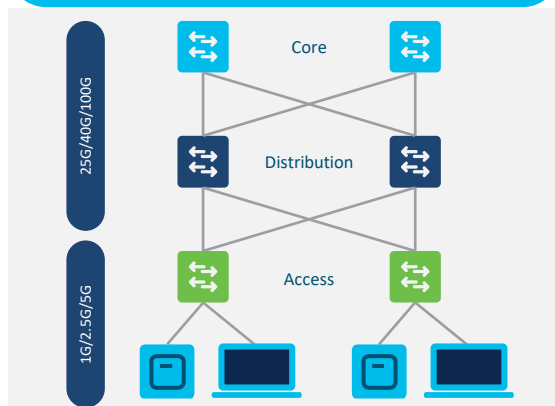 Core
25G/40G/100G
Distribution
Access
1G/2.5G/5G